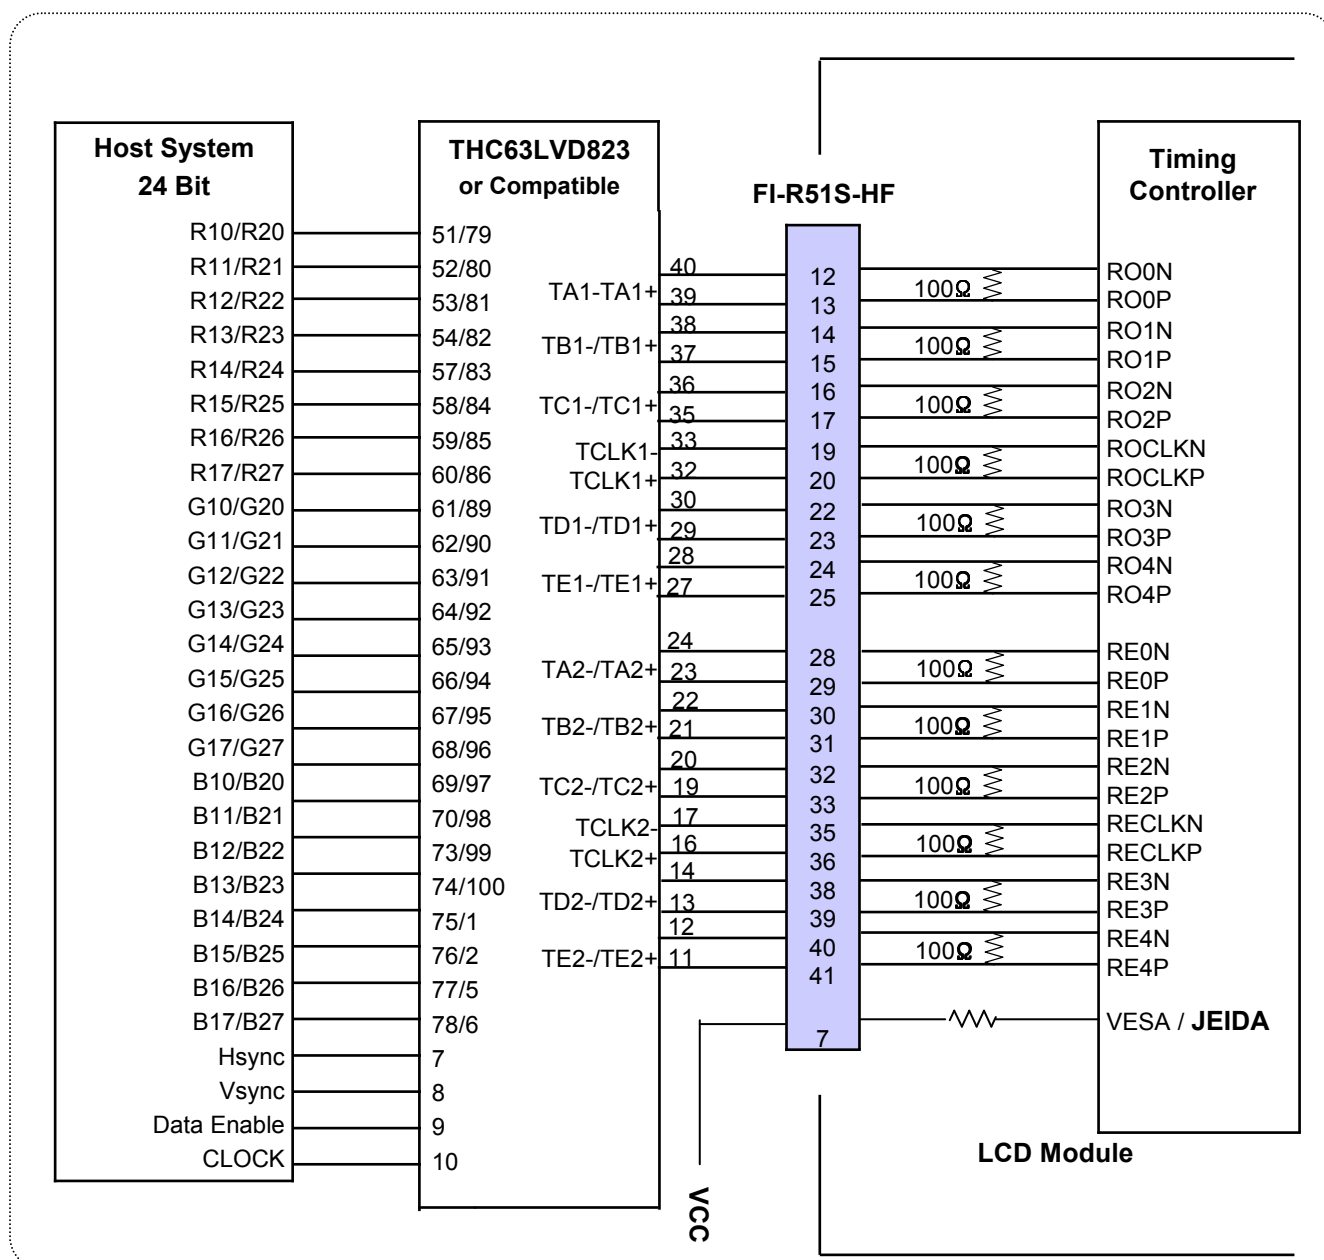 Host System
24 Bit
R10/R20
R11/R21
R12/R22
R13/R23
R14/R24
R15/R25
R16/R26
R17/R27
G10/G20
G11/G21
G12/G22
G13/G23
G14/G24
G15/G25
G16/G26
G17/G27
B10/B20
B11/B21
B12/B22
B13/B23
B14/B24
B15/B25
B16/B26
B17/B27
Hsync
Vsync
Data Enable
CLOCK
THC63LVD823
or Compatible
51/79
52/80
53/81
54/82
57/83
58/84
59/85
60/86
61/89
62/90
63/91
64/92
65/93
66/94
67/95
68/96
69/97
70/98
73/99
74/100
75/1
76/2
77/5
78/6
7
8
9
10
TA1-TA1+
TB1-/TB1+
TC1-/TC1+
TCLK1-
TCLK1+
TD1-/TD1+
TE1-/TE1+
TA2-/TA2+
TB2-/TB2+
TC2-/TC2+
TCLK2-
TCLK2+
TD2-/TD2+
TE2-/TE2+
40
39
38
37
36
35
33
32
30
29
28
27
24
23
22
21
20
19
17
16
14
13
12
11
FI-R51S-HF
12
13
14
15
16
17
19
20
22
23
24
25
28
29
30
31
32
33
35
36
38
39
40
41
7
VCC
100Ω
100Ω
100Ω
100Ω
100Ω
100Ω
100Ω
100Ω
100Ω
100Ω
100Ω
100Ω
Timing
Controller
RO0N
RO0P
RO1N
RO1P
RO2N
RO2P
ROCLKN
ROCLKP
RO3N
RO3P
RO4N
RO4P
RE0N
RE0P
RE1N
RE1P
RE2N
RE2P
RECLKN
RECLKP
RE3N
RE3P
RE4N
RE4P
VESA / JEIDA
LCD Module